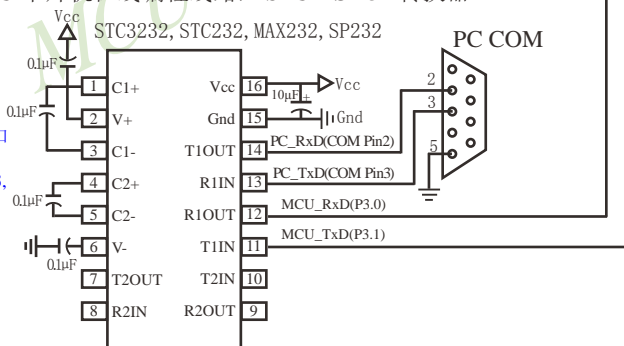 STC3232,STC232,MAX232,SP232
Vcc
0.1μF
0.1μF
0.1μF
0.1μF
PC COM
1 C1+
2 V+
3 C1-
4 C2+
5 C2-
6 V-
7 T2OUT
8 R2IN
Vcc 16
Gnd 15
T1OUT 14
R1IN 13
R1OUT 12
T1IN 11
T2IN 10
R2OUT 9
Vcc
10μF +
Gnd
PC_RxD(COM Pin2)
PC_TxD(COM Pin3)
MCU_RxD(P3.0)
MCU_TxD(P3.1)
2
3
5
MCU